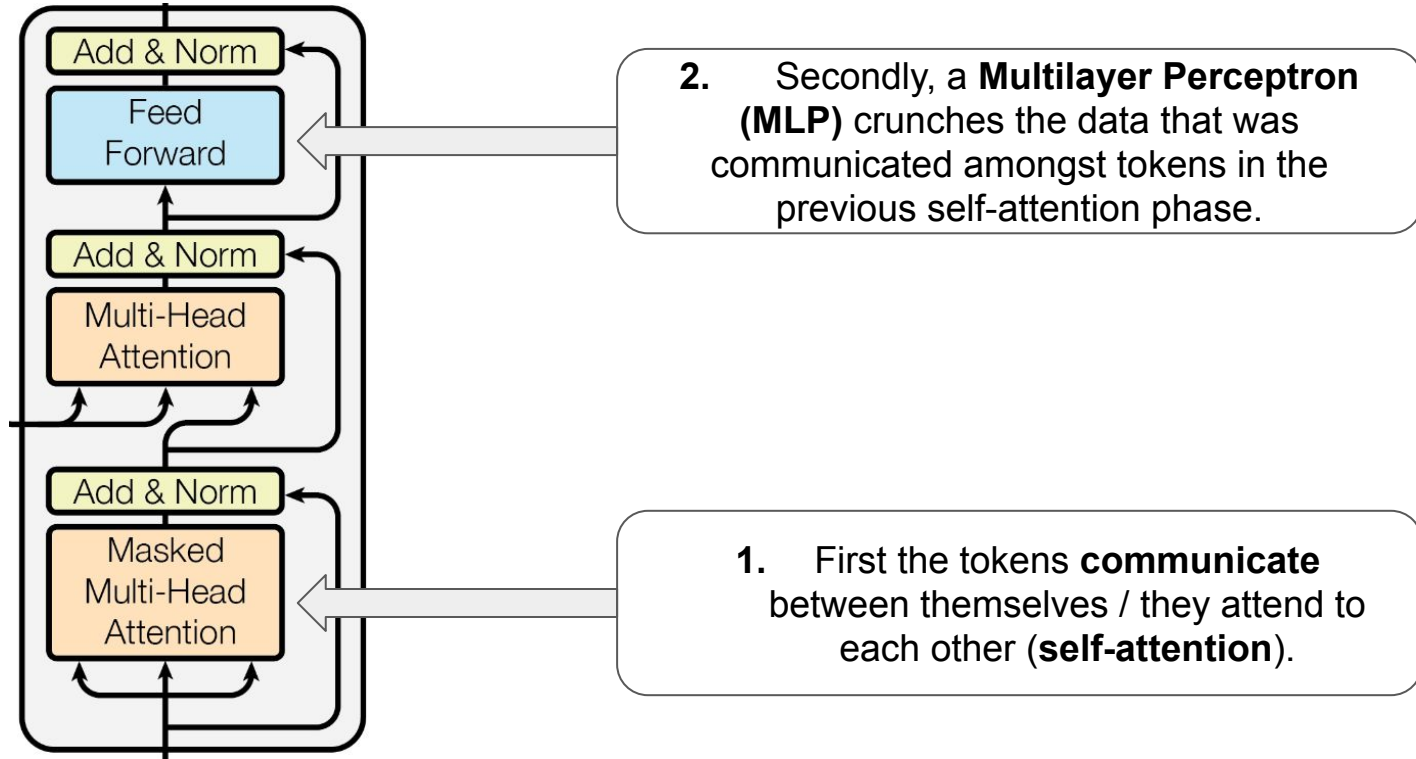 Add & Norm
Feed
Forward
Add & Norm
Multi-Head
Attention
Add & Norm
Masked
Multi-Head
Attention
2. Secondly, a Multilayer Perceptron
(MLP) crunches the data that was
communicated amongst tokens in the
previous self-attention phase.
1. First the tokens communicate
between themselves / they attend to
each other (self-attention).